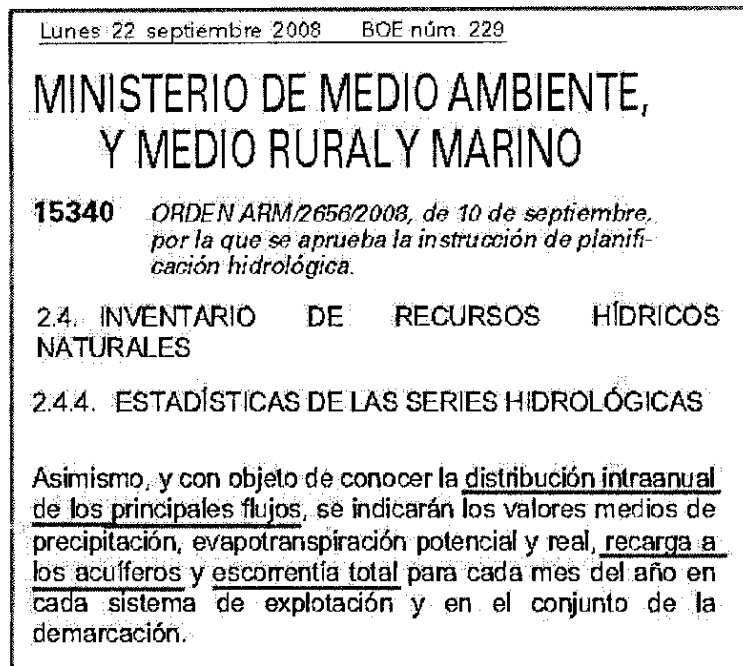 Lunes 22 septiembre 2008 BOE núm. 229
MINISTERIO DE MEDIO AMBIENTE,
Y MEDIO RURAL Y MARINO
15340 ORDEN ARM/2656/2008, de 10 de septiembre,
por la que se aprueba la instrucción de planifi-
cación hidrológica.
2.4. INVENTARIO DE RECURSOS HÍDRICOS
NATURALES
2.4.4. ESTADÍSTICAS DE LAS SERIES HIDROLÓGICAS
Asimismo, y con objeto de conocer la distribución intraanual
de los principales flujos, se indicarán los valores medios de
precipitación, evapotranspiración potencial y real, recarga a
los acuíferos y escorrentía total para cada mes del año en
cada sistema de explotación y en el conjunto de la
demarcación.